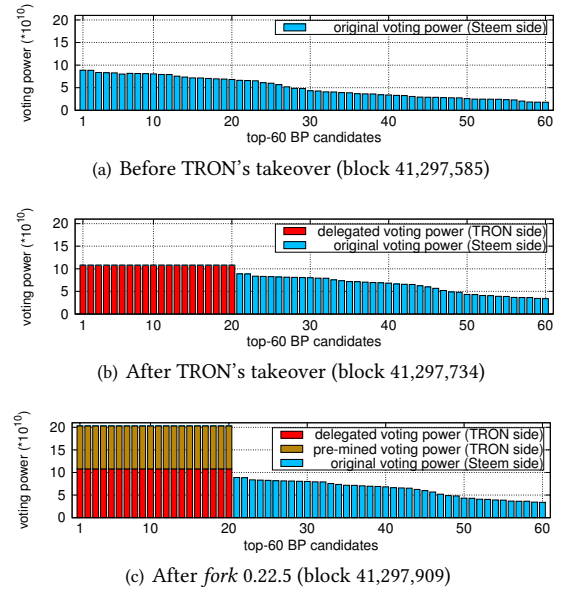 voting power (*10^10)
20
15
10
5
0
original voting power (Steem side)
1 10 20 30 40 50 60
top-60 BP candidates
(a) Before TRON's takeover (block 41,297,585)
voting power (*10^10)
20
15
10
5
0
delegated voting power (TRON side)
original voting power (Steem side)
1 10 20 30 40 50 60
top-60 BP candidates
(b) After TRON's takeover (block 41,297,734)
voting power (*10^10)
20
15
10
5
0
delegated voting power (TRON side)
pre-mined voting power (TRON side)
original voting power (Steem side)
1 10 20 30 40 50 60
top-60 BP candidates
(c) After fork 0.22.5 (block 41,297,909)